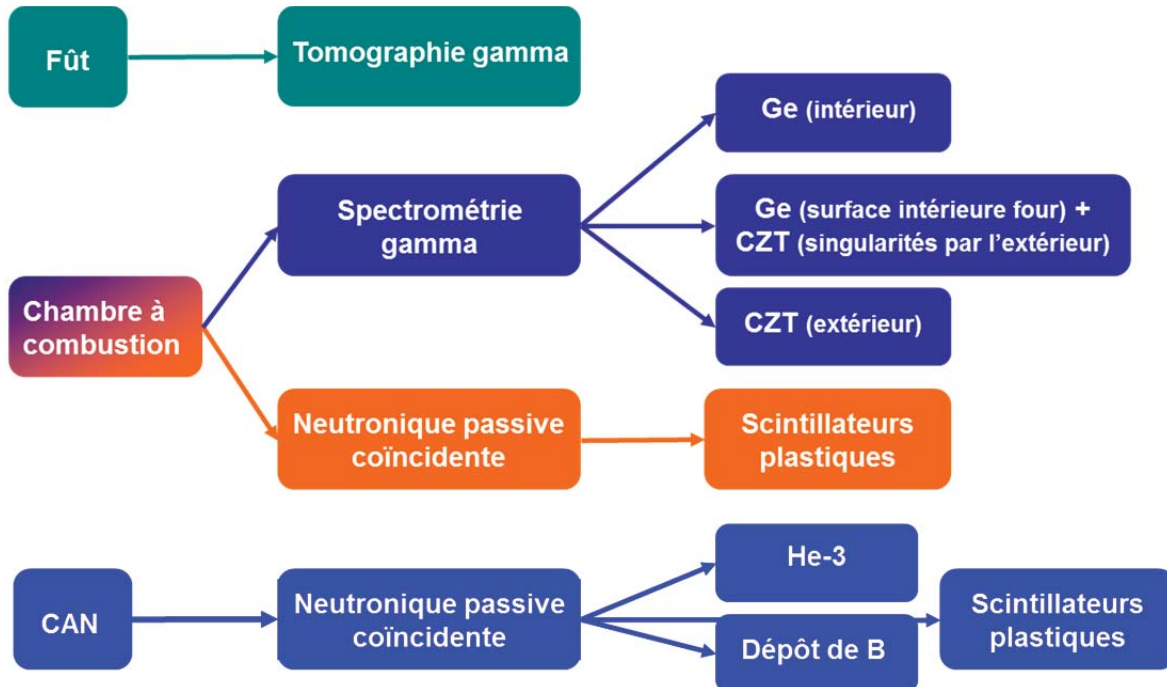 Fût
Tomographie gamma
Ge (intérieur)
Spectrométrie
gamma
Ge (surface intérieure four) +
CZT (singularités par l'extérieur)
CZT (extérieur)
Chambre à
combustion
Neutronique passive
coïncidente
Scintillateurs
plastiques
CAN
Neutronique passive
coïncidente
He-3
Dépôt de B
Scintillateurs
plastiques